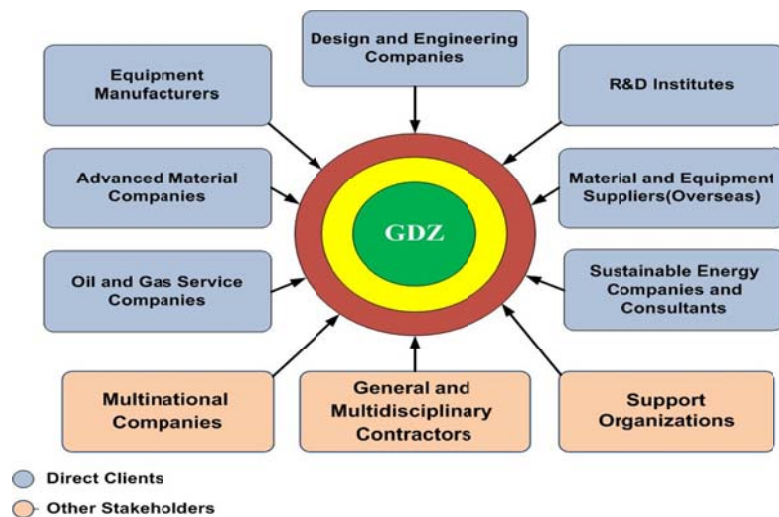 Design and Engineering
Companies
Equipment
Manufacturers
R&D Institutes
Advanced Material
Companies
Material and Equipment
Suppliers(Overseas)
GDZ
Oil and Gas Service
Companies
Sustainable Energy
Companies and
Consultants
Multinational
Companies
General and
Multidisciplinary
Contractors
Support
Organizations
Direct Clients
Other Stakeholders